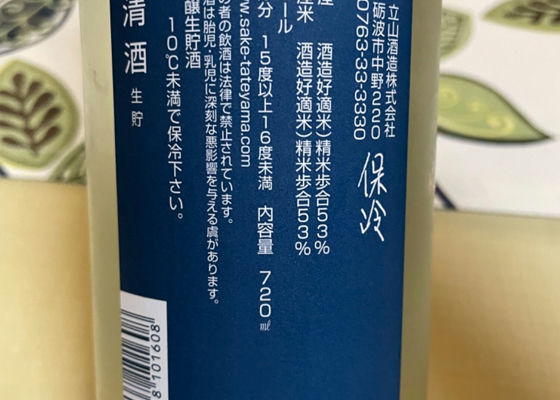 立山酒造株式会社
砺波市中野220
0763-33-3330
保冷
酒造好適米)精米歩合53%
産米 酒造好適米)精米歩合53%
ール
分 15度以上16度未満 内容量 720㎖
w.sake-tateyama.com
の者の飲酒は法律で禁止されています。
酒は胎児・乳児に深刻な悪影響を与える虞があります。
醸生貯酒
10℃未満で保冷下さい。
清酒 生貯
8101608